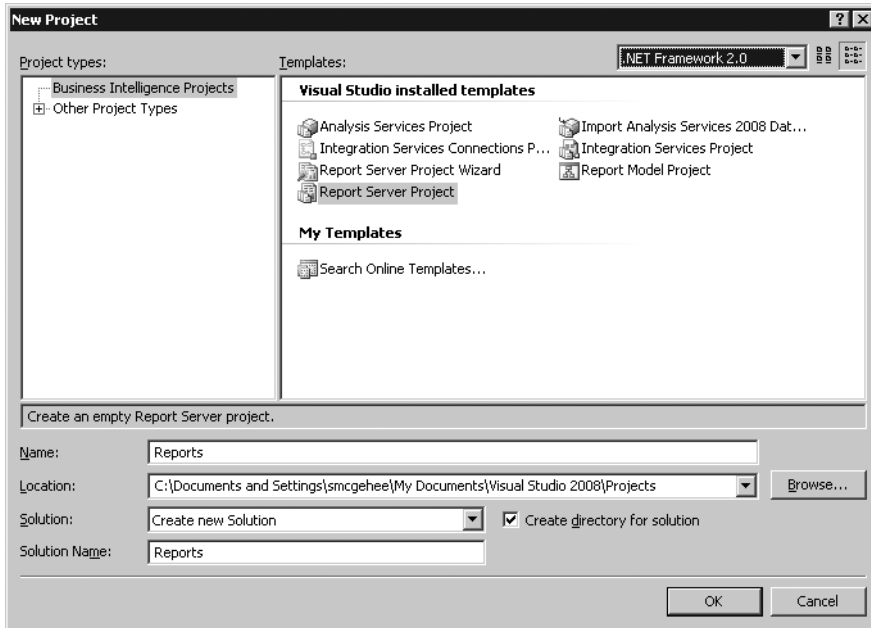 New Project
Project types:
Templates:
.NET Framework 2.0
Business Intelligence Projects
Other Project Types
Visual Studio installed templates
Analysis Services Project
Import Analysis Services 2008 Dat...
Integration Services Connections P...
Integration Services Project
Report Server Project Wizard
Report Model Project
Report Server Project
My Templates
Search Online Templates...
Create an empty Report Server project.
Name:
Reports
Location:
C:\Documents and Settings\smcgehee\My Documents\Visual Studio 2008\Projects
Browse...
Solution:
Create new Solution
Create directory for solution
Solution Name:
Reports
OK
Cancel